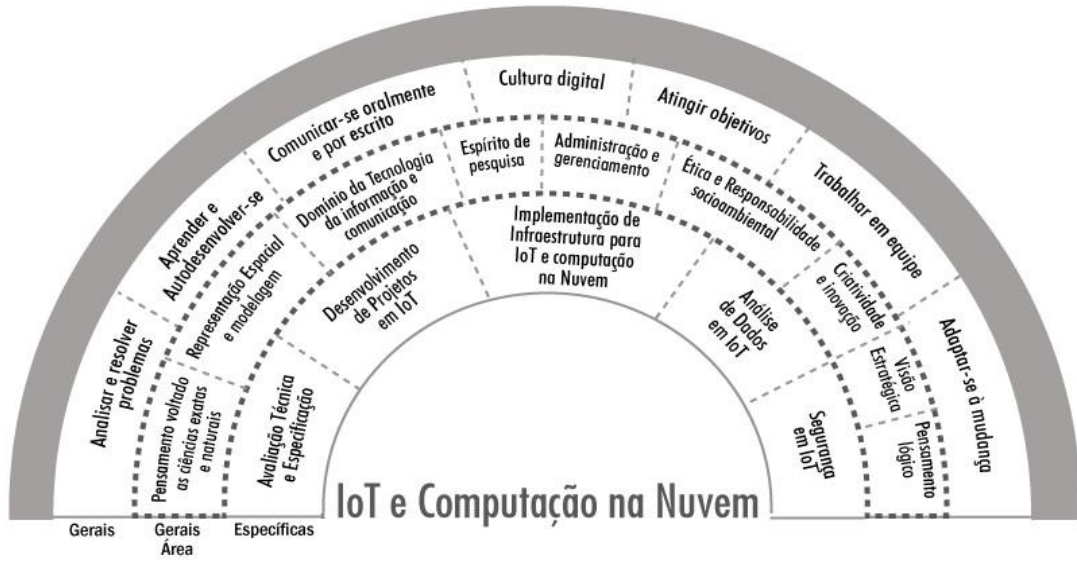 Analisar e resolver
problemas
Aprender e
Autodesenvolver-se
Comunicar-se oralmente
e por escrito
Cultura digital
Atingir objetivos
Trabalhar em equipe
Adaptar-se à mudança
Pensamento voltado
as ciências exatas
e naturais
Representação Espacial
e modelagem
Domínio da Tecnologia
da informação e
comunicação
Espírito de
pesquisa
Administração e
gerenciamento
Ética e Responsabilidade
socioambiental
Criatividade
e inovação
Visão
Estratégica
Pensamento
lógico
Avaliação Técnica
e Especificação
Desenvolvimento
de Projetos
em IoT
Implementação de
Infraestrutura para
IoT e computação
na Nuvem
Análise
de Dados
em IoT
Segurança
em IoT
IoT e Computação na Nuvem
Gerais
Gerais
Área
Específicas